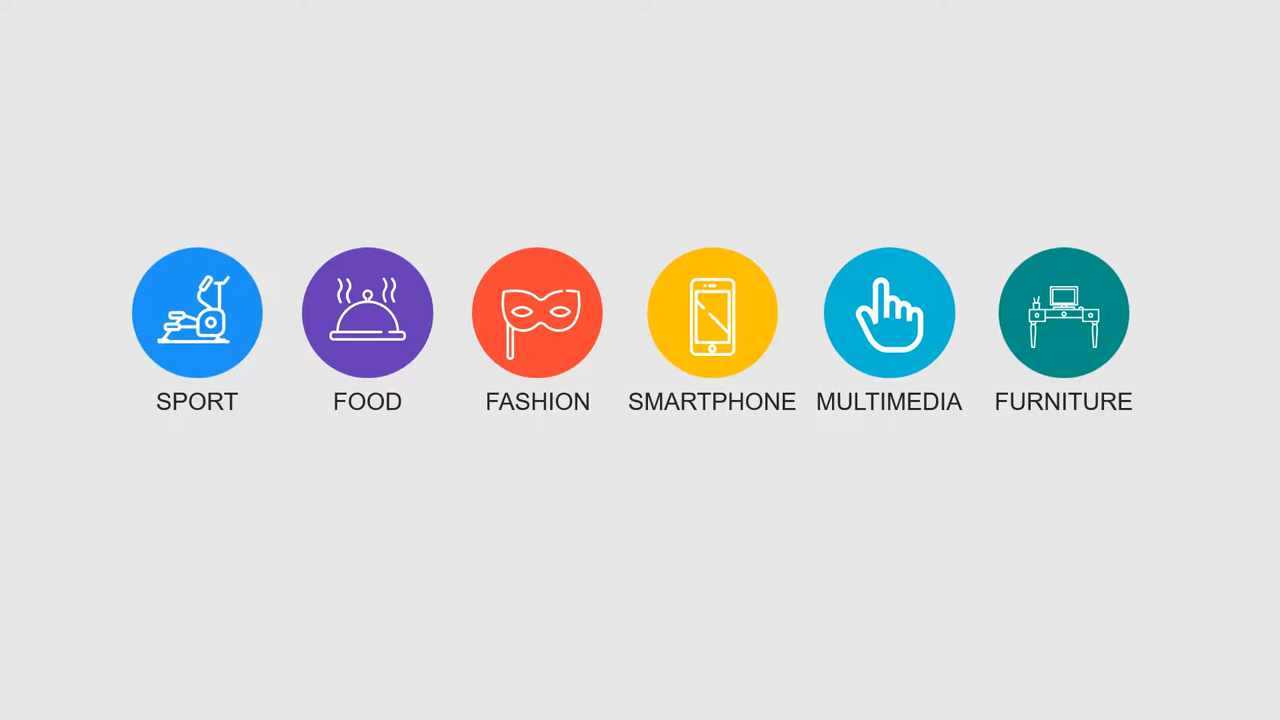 SPORT
FOOD
FASHION
SMARTPHONE
MULTIMEDIA
FURNITURE